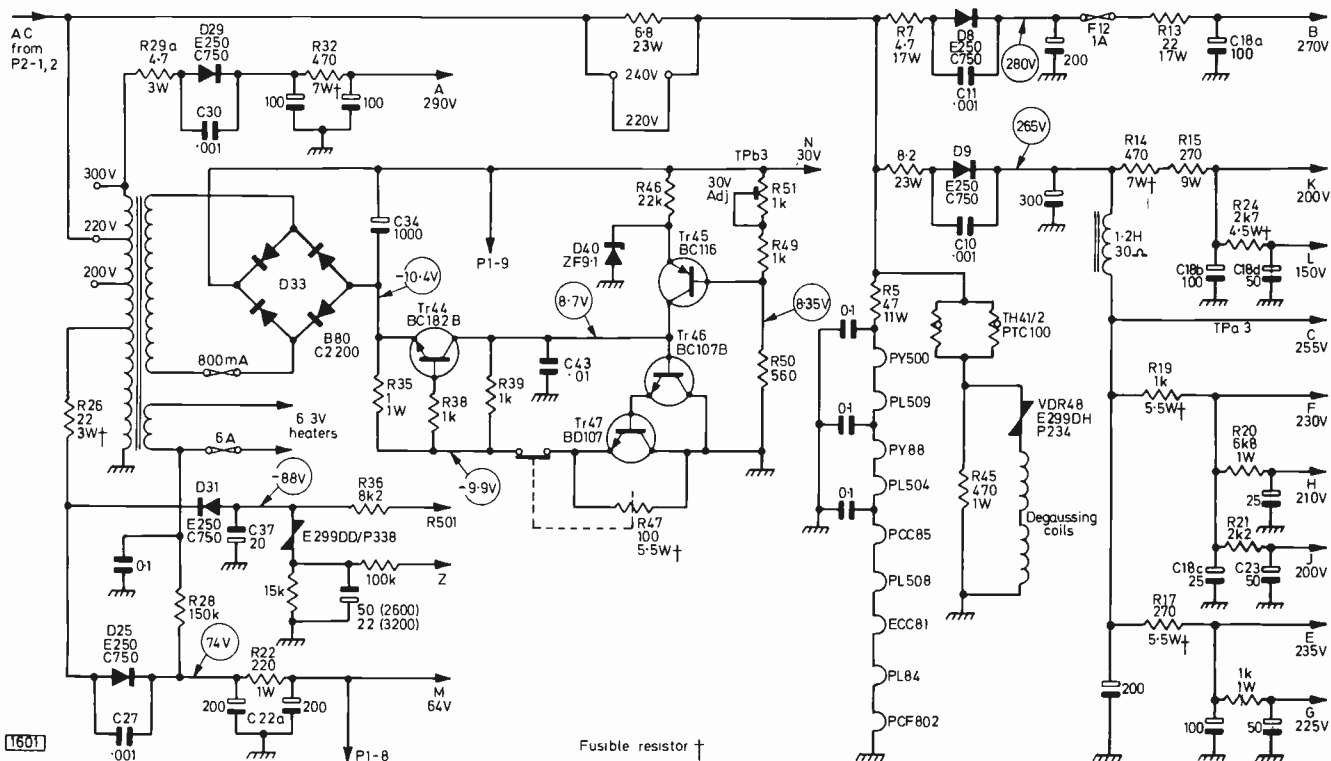 AC
from
P2-1,2
R29a
4·7
3W
D29
E250
C750
C30
·001
R32
470
7W†
100
100
A
290V
6·8
23W
240V
220V
R7
4·7
17W
D8
E250
C750
C11
·001
280V
200
F12
1A
R13
22
17W
C18a
100
B
270V
300V
220V
200V
D33
B80
C2200
800mA
6·3V
heaters
6A
R26
22
3W†
C34
1000
-10·4V
P1-9
Tr44
BC182B
R35
1
1W
R38
1k
R39
1k
C43
·01
8·7V
D40
ZF9·1
R46
22k
Tr45
BC116
Tr46
BC107B
Tr47
BD107
R47
100
5·5W†
-9·9V
TPb3
N
30V
30V
Adj
R51
1k
R49
1k
8·35V
R50
560
8·2
23W
D9
E250
C750
C10
·001
265V
300
R14
470
7W†
R15
270
9W
K
200V
R24
2k7
4·5W†
C18b
100
C18d
50
L
150V
1·2H
30Ω
TPa 3
C
255V
R5
47
11W
0·1
0·1
0·1
PY500
PL509
PY88
PL504
PCC85
PL508
ECC81
PL84
PCF802
TH41/2
PTC100
VDR48
E299DH
P234
R45
470
1W
Degaussing
coils
R19
1k
5·5W†
F
230V
R20
6k8
1W
25
H
210V
R21
2k2
C18c
25
C23
50
J
200V
R17
270
5·5W†
E
235V
1k
1W
200
100
50
G
225V
D31
E250
C750
-88V
C37
20
R36
8k2
R501
E299DD/P338
0·1
15k
100k
Z
50 (2600)
22 (3200)
R28
150k
D25
E250
C750
C27
·001
74V
R22
220
1W
200
C22a
200
M
64V
P1-8
1601
Fusible resistor †